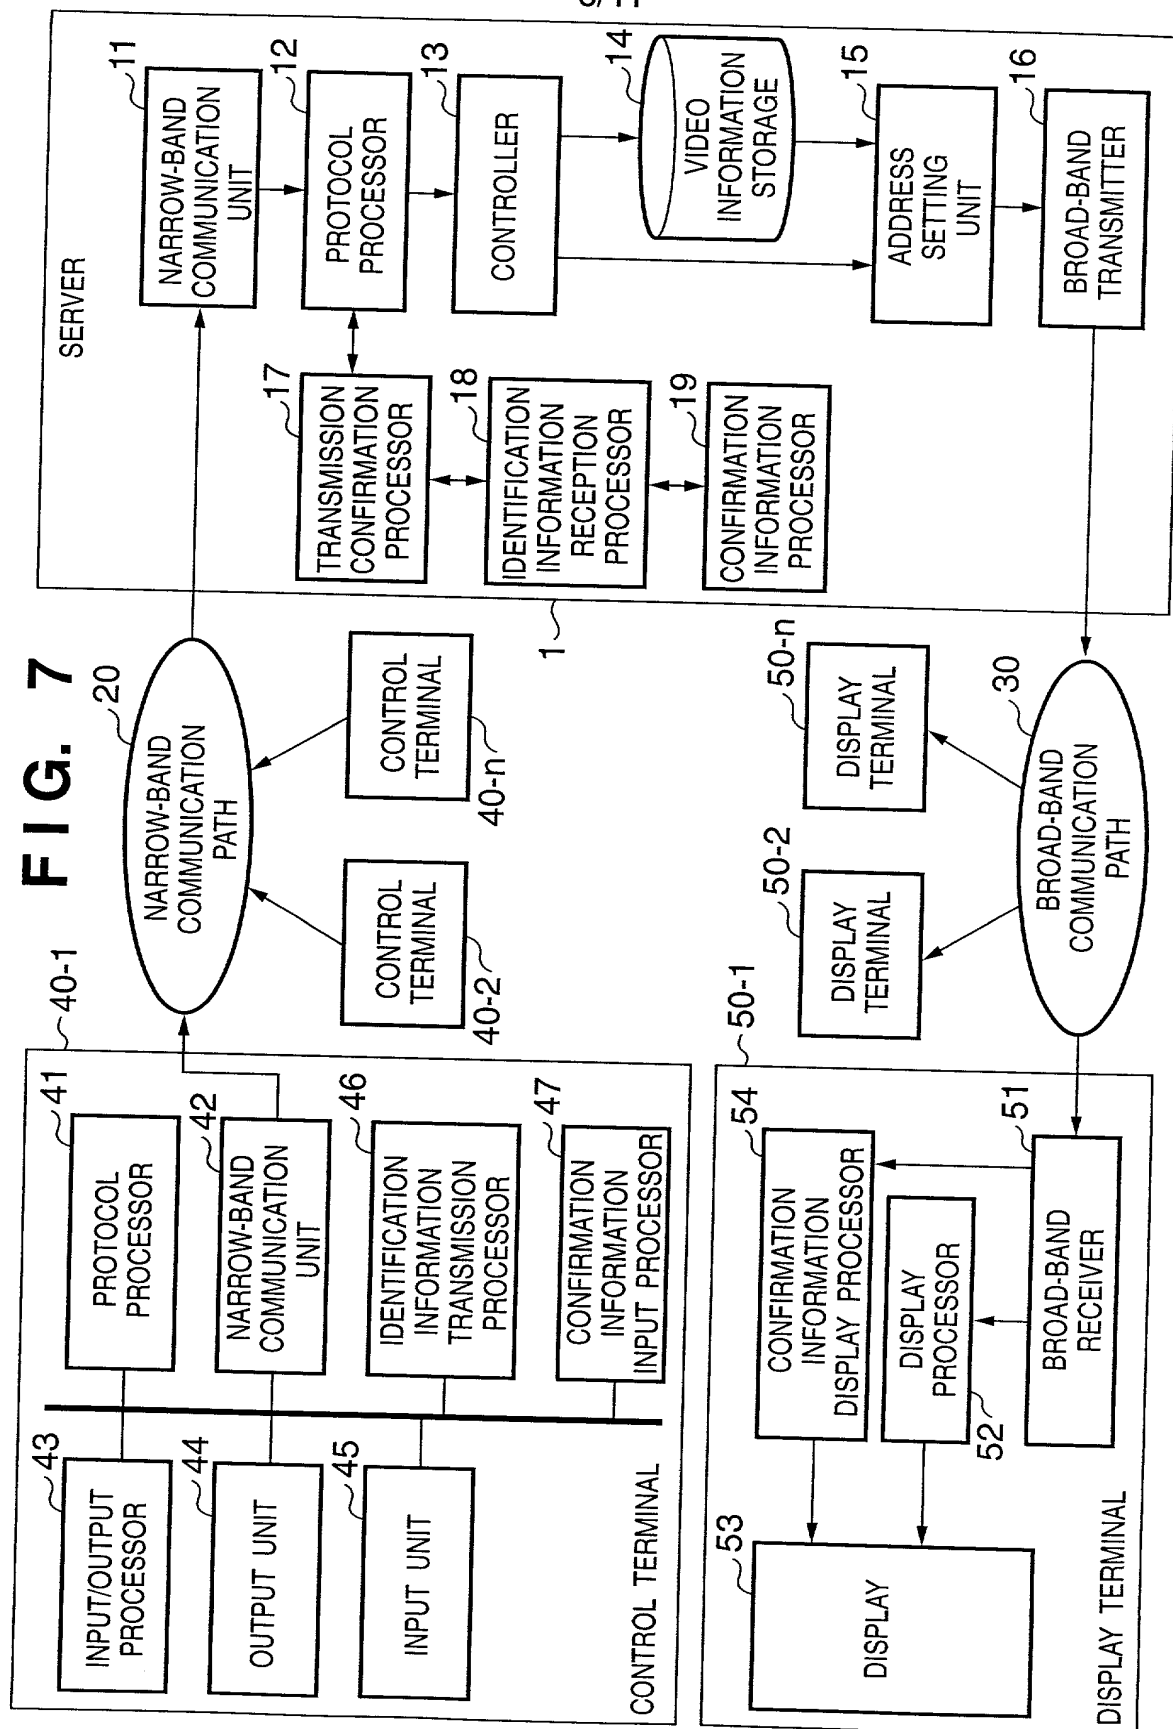 FIG. 7
40-1
CONTROL TERMINAL
43
INPUT/OUTPUT
PROCESSOR
44
OUTPUT UNIT
45
INPUT UNIT
41
PROTOCOL
PROCESSOR
42
NARROW-BAND
COMMUNICATION
UNIT
46
IDENTIFICATION
INFORMATION
TRANSMISSION
PROCESSOR
47
CONFIRMATION
INFORMATION
INPUT PROCESSOR
20
NARROW-BAND
COMMUNICATION
PATH
CONTROL
TERMINAL
40-2
CONTROL
TERMINAL
40-n
SERVER
1
11
NARROW-BAND
COMMUNICATION
UNIT
12
PROTOCOL
PROCESSOR
13
CONTROLLER
14
VIDEO
INFORMATION
STORAGE
15
ADDRESS
SETTING
UNIT
16
BROAD-BAND
TRANSMITTER
17
TRANSMISSION
CONFIRMATION
PROCESSOR
18
IDENTIFICATION
INFORMATION
RECEPTION
PROCESSOR
19
CONFIRMATION
INFORMATION
PROCESSOR
50-1
DISPLAY TERMINAL
53
DISPLAY
54
CONFIRMATION
INFORMATION
DISPLAY PROCESSOR
DISPLAY
PROCESSOR
52
51
BROAD-BAND
RECEIVER
50-2
DISPLAY
TERMINAL
50-n
DISPLAY
TERMINAL
30
BROAD-BAND
COMMUNICATION
PATH